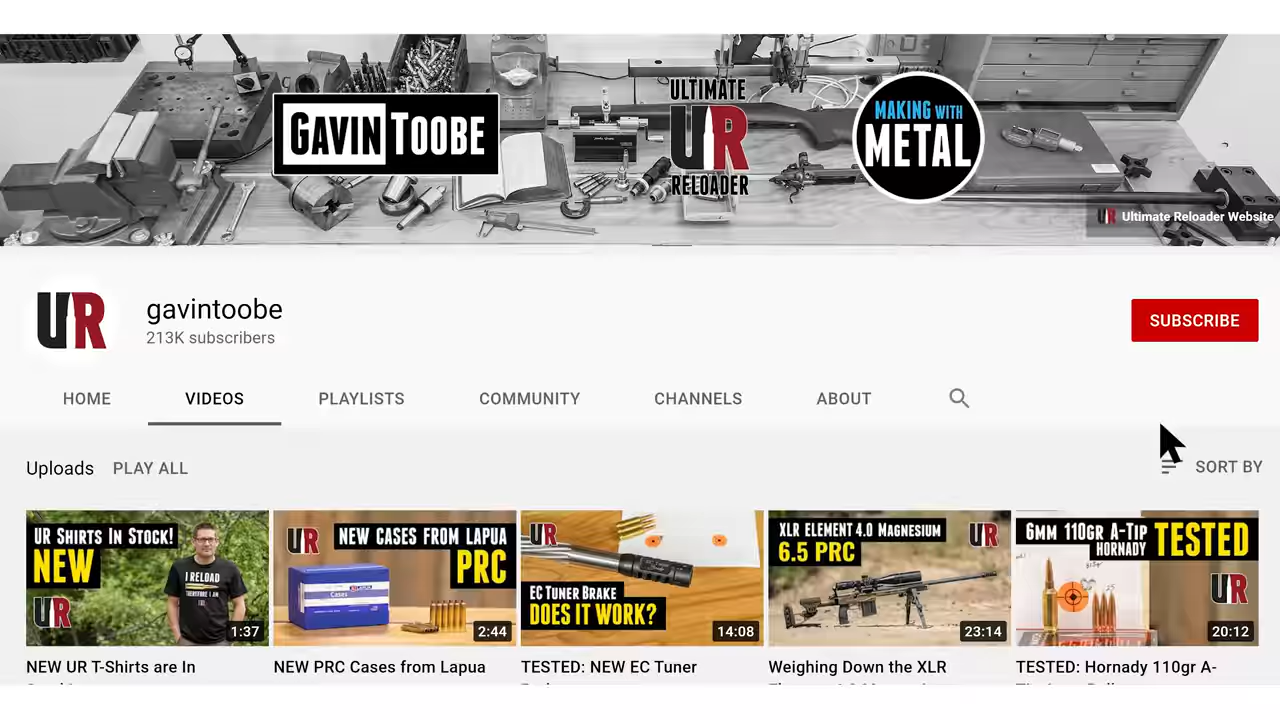 GAVIN TOOBE
ULTIMATE
UR
RELOADER
MAKING WITH
METAL
UR Ultimate Reloader Website
UR
gavintoobe
213K subscribers
SUBSCRIBE
HOME VIDEOS PLAYLISTS COMMUNITY CHANNELS ABOUT
Uploads PLAY ALL SORT BY
UR SHIRTS IN STOCK!
NEW
I RELOAD
THEREFORE I AM
UR
1:37
UR
NEW CASES FROM LAPUA
PRC
Cases
2:44
UR
EC TUNER BRAKE
DOES IT WORK?
14:08
XLR ELEMENT 4.0 MAGNESIUM
6.5 PRC
UR
23:14
6MM 110GR A-TIP
HORNADY
TESTED
UR
20:12
NEW UR T-Shirts are In
NEW PRC Cases from Lapua
TESTED: NEW EC Tuner
Weighing Down the XLR
TESTED: Hornady 110gr A-